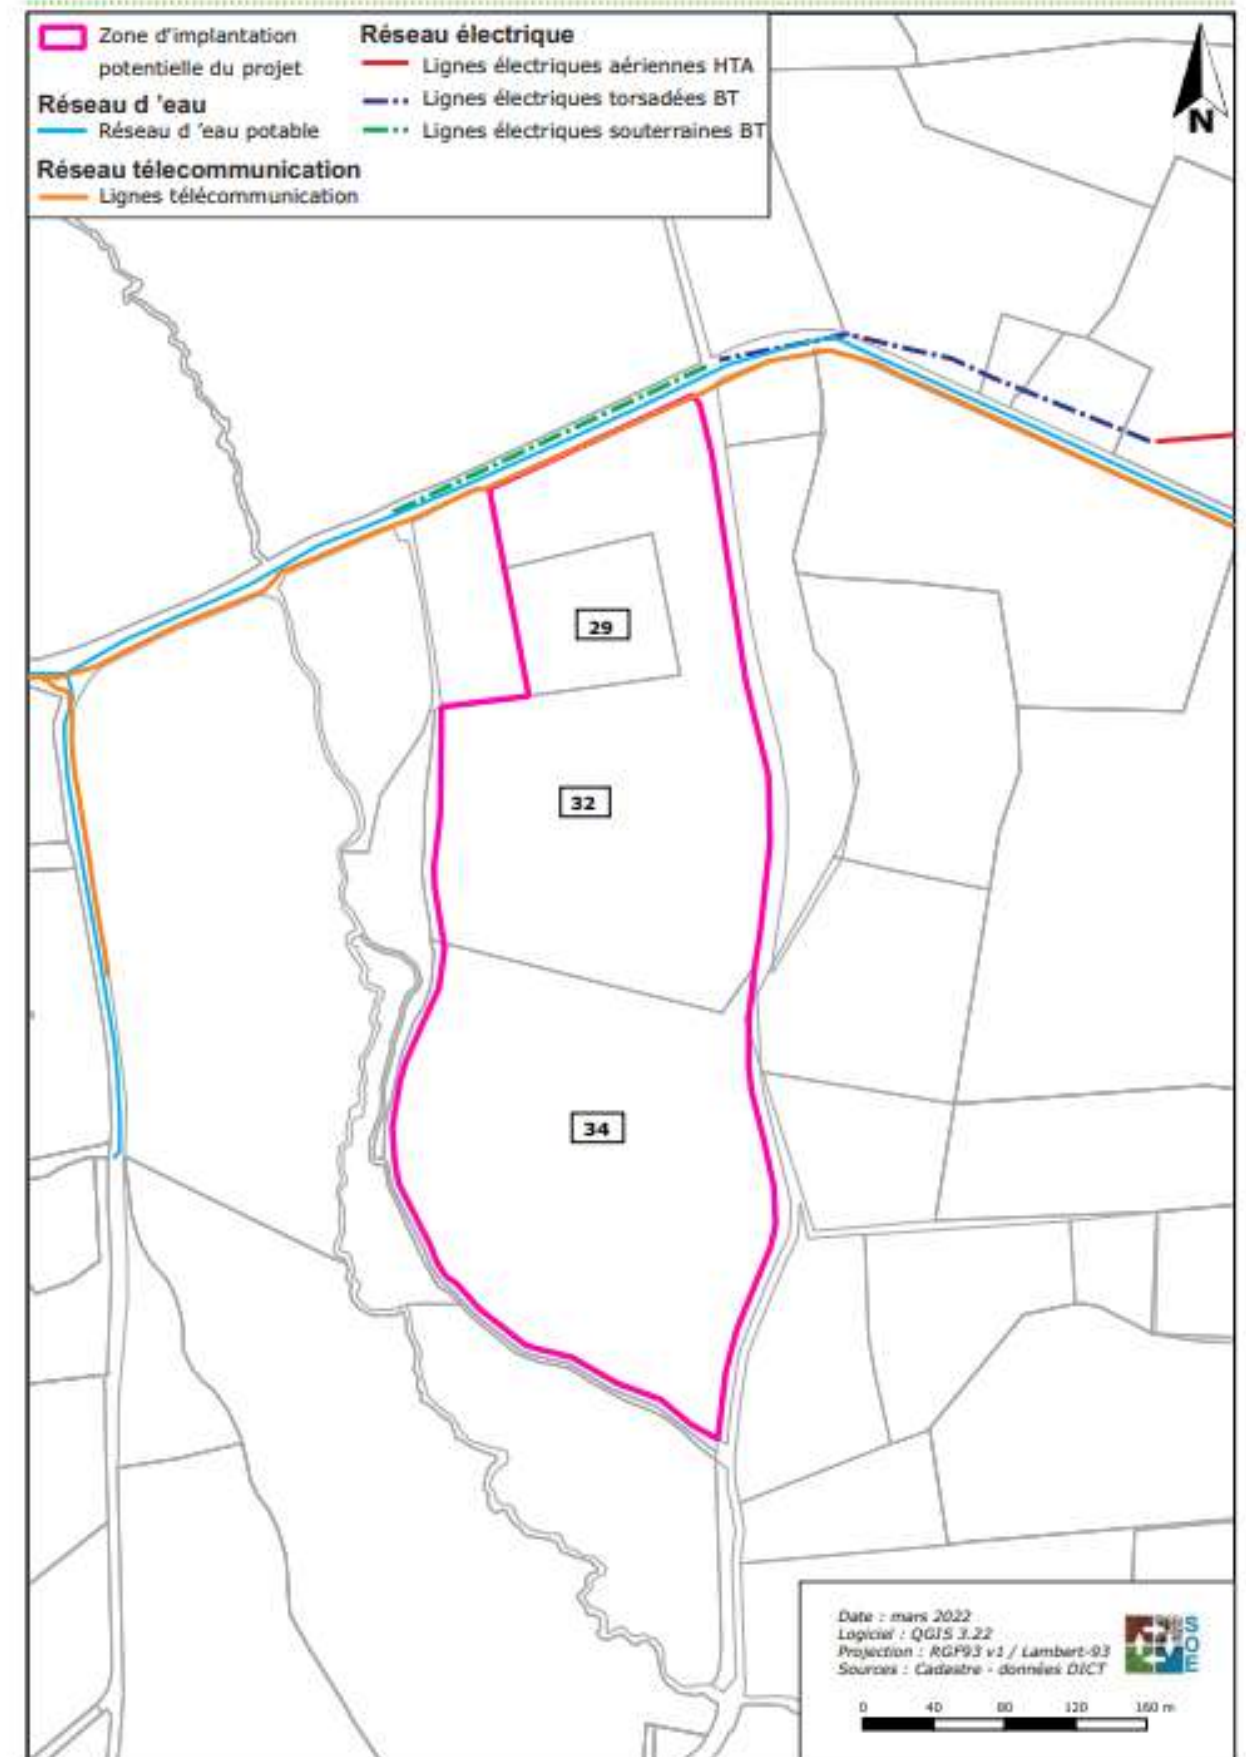 Zone d'implantation
potentielle du projet
Réseau d 'eau
Réseau d 'eau potable
Réseau télecommunication
Lignes télécommunication
Réseau électrique
Lignes électriques aériennes HTA
Lignes électriques torsadées BT
Lignes électriques souterraines BT
N
29
32
34
Date : mars 2022
Logiciel : QGIS 3.22
Projection : RGF93 v1 / Lambert-93
Sources : Cadastre - données DICT
SOE
0 40 80 120 160 m